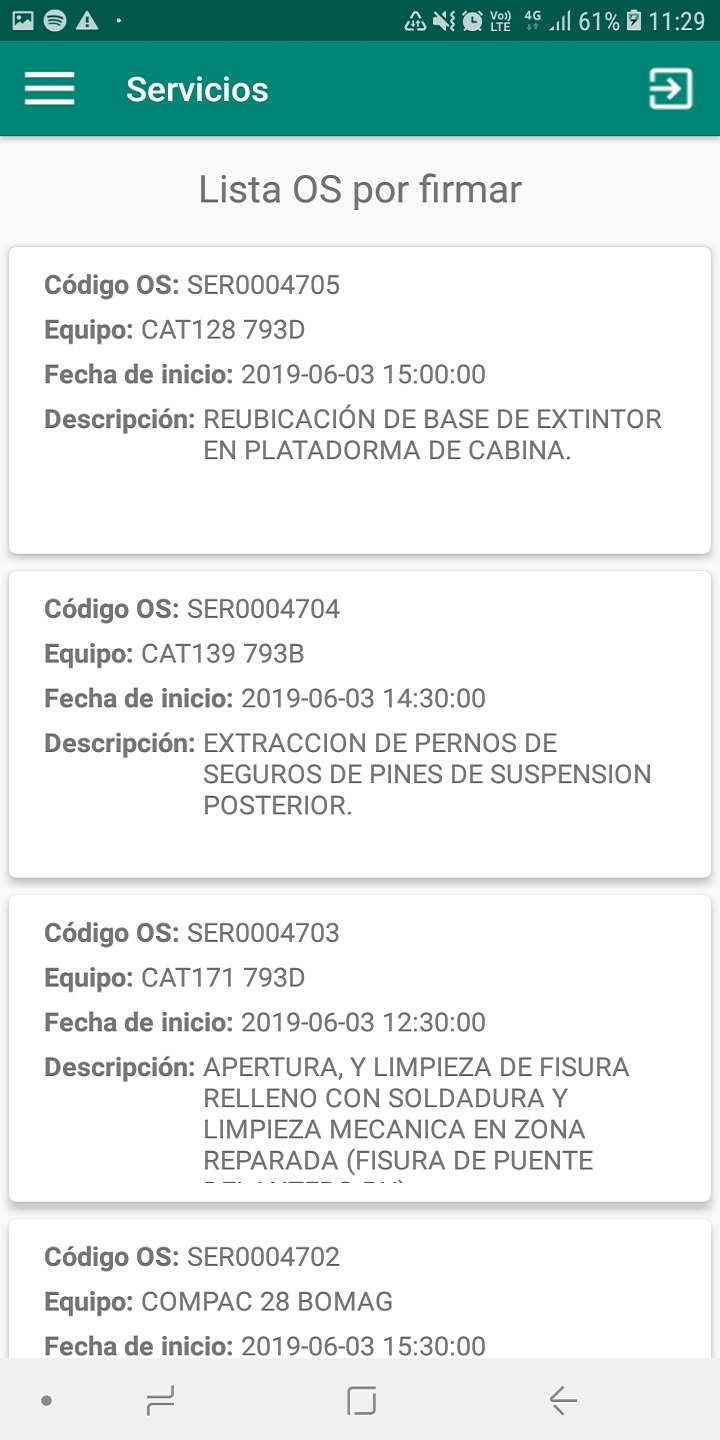 Vo)) LTE 4G 61% 11:29
Servicios
Lista OS por firmar
Código OS: SER0004705
Equipo: CAT128 793D
Fecha de inicio: 2019-06-03 15:00:00
Descripción: REUBICACIÓN DE BASE DE EXTINTOR
EN PLATADORMA DE CABINA.
Código OS: SER0004704
Equipo: CAT139 793B
Fecha de inicio: 2019-06-03 14:30:00
Descripción: EXTRACCION DE PERNOS DE
SEGUROS DE PINES DE SUSPENSION
POSTERIOR.
Código OS: SER0004703
Equipo: CAT171 793D
Fecha de inicio: 2019-06-03 12:30:00
Descripción: APERTURA, Y LIMPIEZA DE FISURA
RELLENO CON SOLDADURA Y
LIMPIEZA MECANICA EN ZONA
REPARADA (FISURA DE PUENTE
Código OS: SER0004702
Equipo: COMPAC 28 BOMAG
Fecha de inicio: 2019-06-03 15:30:00